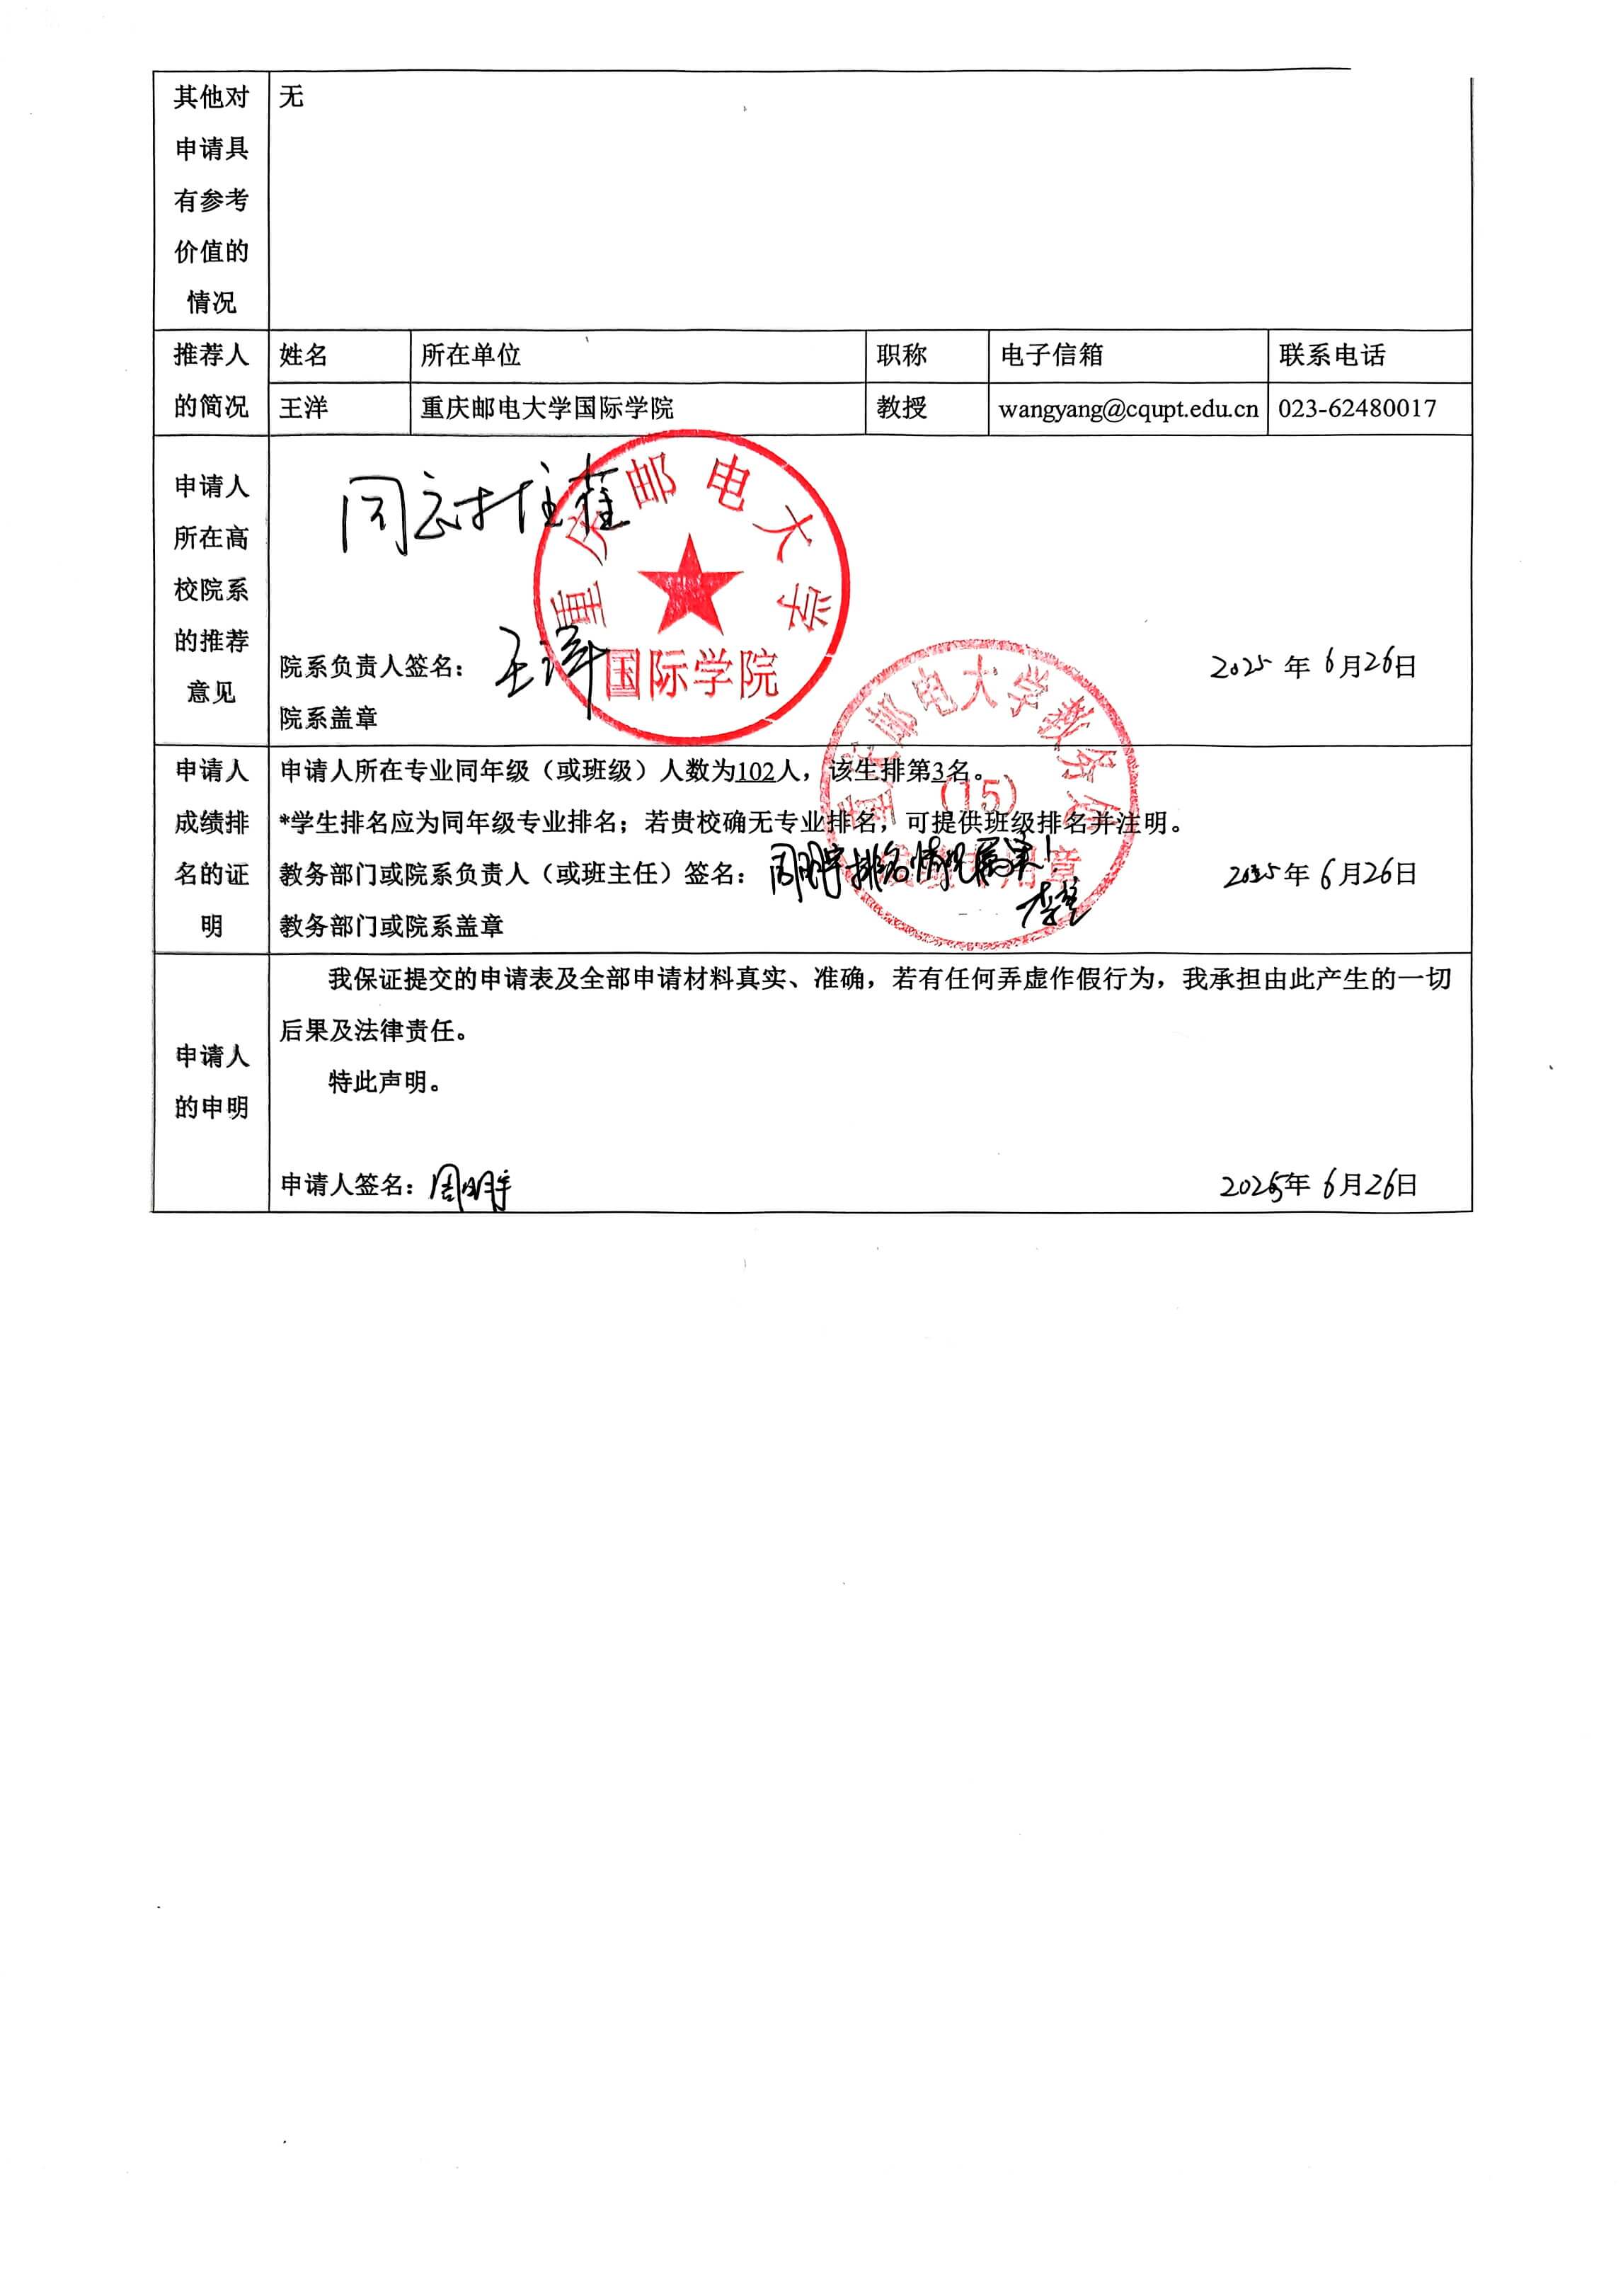 其他对
申请具
有参考
价值的
情况
无
推荐人
的简况
姓名 所在单位 职称 电子信箱 联系电话
王洋 重庆邮电大学国际学院 教授 wangyang@cqupt.edu.cn 023-62480017
申请人
所在高
校院系
的推荐
意见
同意推荐
重庆邮电大学
国际学院
院系负责人签名：王洋 2025年6月26日
院系盖章
申请人
成绩排
名的证
明
申请人所在专业同年级（或班级）人数为102人，该生排第3名。
*学生排名应为同年级专业排名；若贵校确无专业排名，可提供班级排名并注明。
教务部门或院系负责人（或班主任）签名：周明宇排名情况属实！ 2025年6月26日
教务部门或院系盖章
重庆邮电大学教务处
(15)
申请人
的申明
我保证提交的申请表及全部申请材料真实、准确，若有任何弄虚作假行为，我承担由此产生的一切
后果及法律责任。
特此声明。
申请人签名：周明宇 2025年6月26日